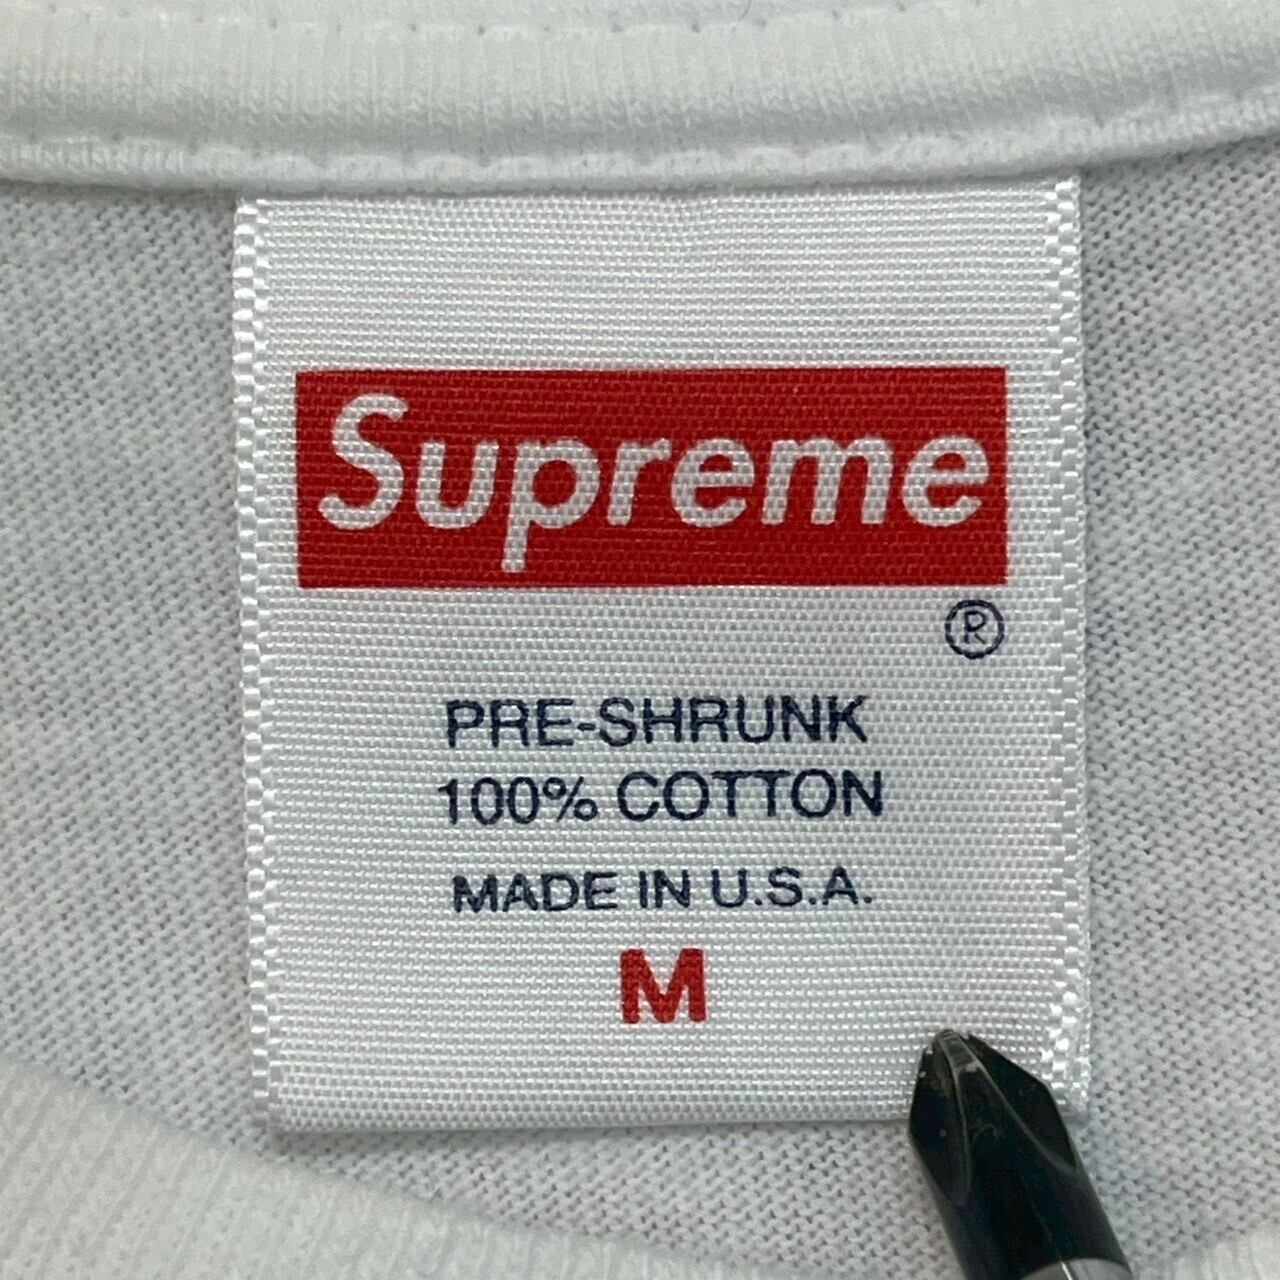 Supreme
®
PRE-SHRUNK
100% COTTON
MADE IN U.S.A.
M